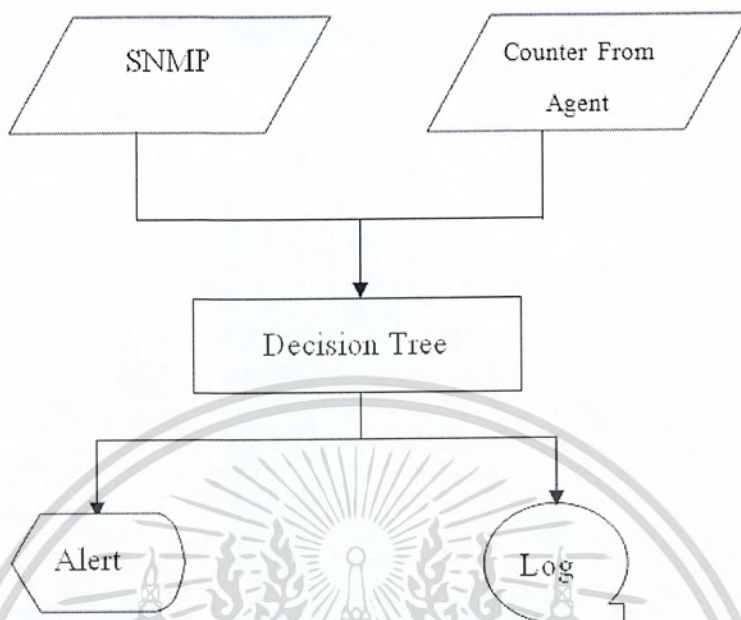 SNMP
Counter From
Agent
Decision Tree
Alert
Log